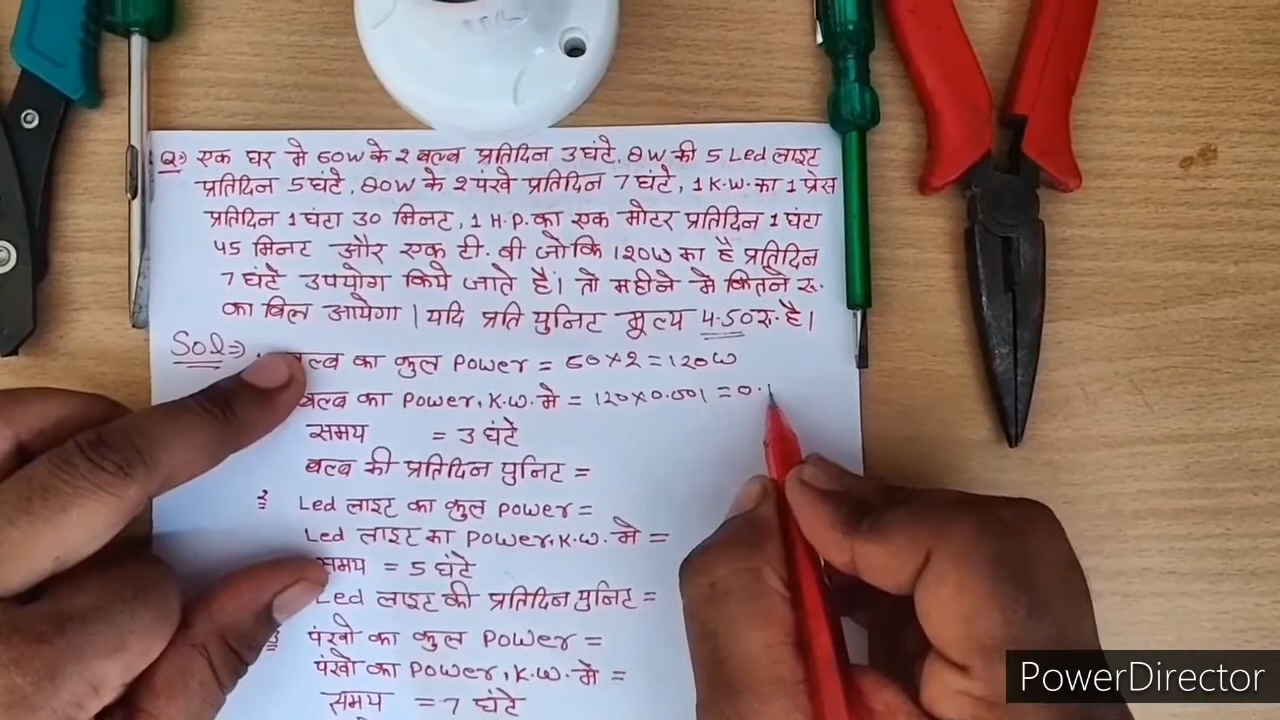 Q:> एक घर मे 60W के 2 बल्ब प्रतिदिन 3 घंटे, 8W की 5 Led लाइट
प्रतिदिन 5 घंटे, 80W के 2 पंखे प्रतिदिन 7 घंटे, 1 K.W. का 1 प्रेस
प्रतिदिन 1 घंटा 30 मिनट, 1 H.P. का एक मोटर प्रतिदिन 1 घंटा
45 मिनट और एक टी. वी जो कि 120W का है प्रतिदिन
7 घंटे उपयोग किये जाते है। तो महीने मे कितने रु.
का बिल आयेगा। यदि प्रति युनिट मूल्य 4.50 रु. है।
Sol⇒ बल्ब का कुल Power = 60×2 = 120W
बल्ब का Power, K.W. मे = 120×0.001 = 0.1
समय = 3 घंटे
बल्ब की प्रतिदिन युनिट =
2 Led लाइट का कुल Power =
Led लाइट का Power, K.W. मे =
समय = 5 घंटे
Led लाइट की प्रतिदिन युनिट =
पंखो का कुल Power =
पंखो का Power, K.W. मे =
समय = 7 घंटे
PowerDirector